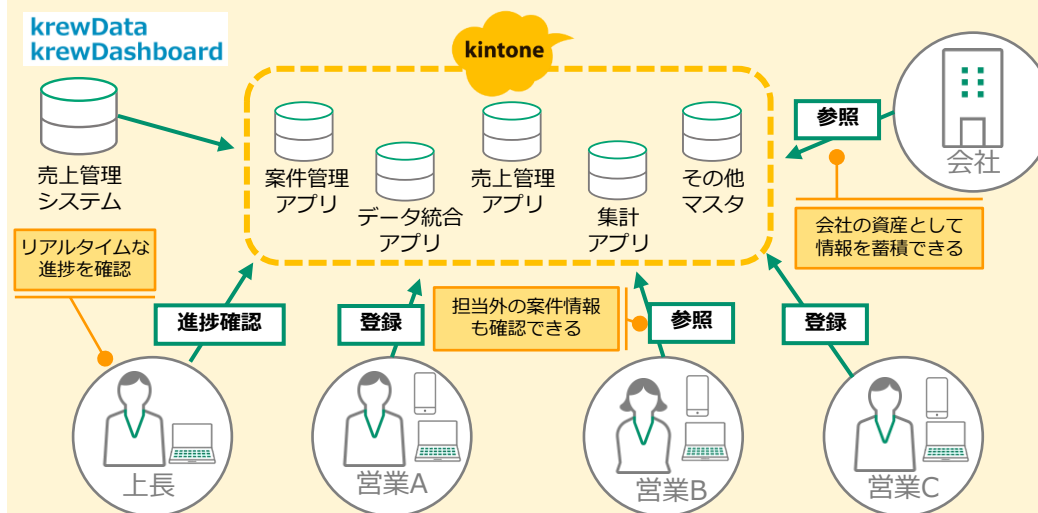 krewData
krewDashboard
kintone
売上管理
システム
案件管理
アプリ
データ統合
アプリ
売上管理
アプリ
集計
アプリ
その他
マスタ
参照
会社
会社の資産として
情報を蓄積できる
リアルタイムな
進捗を確認
進捗確認
登録
担当外の案件情報
も確認できる
参照
登録
上長
営業A
営業B
営業C